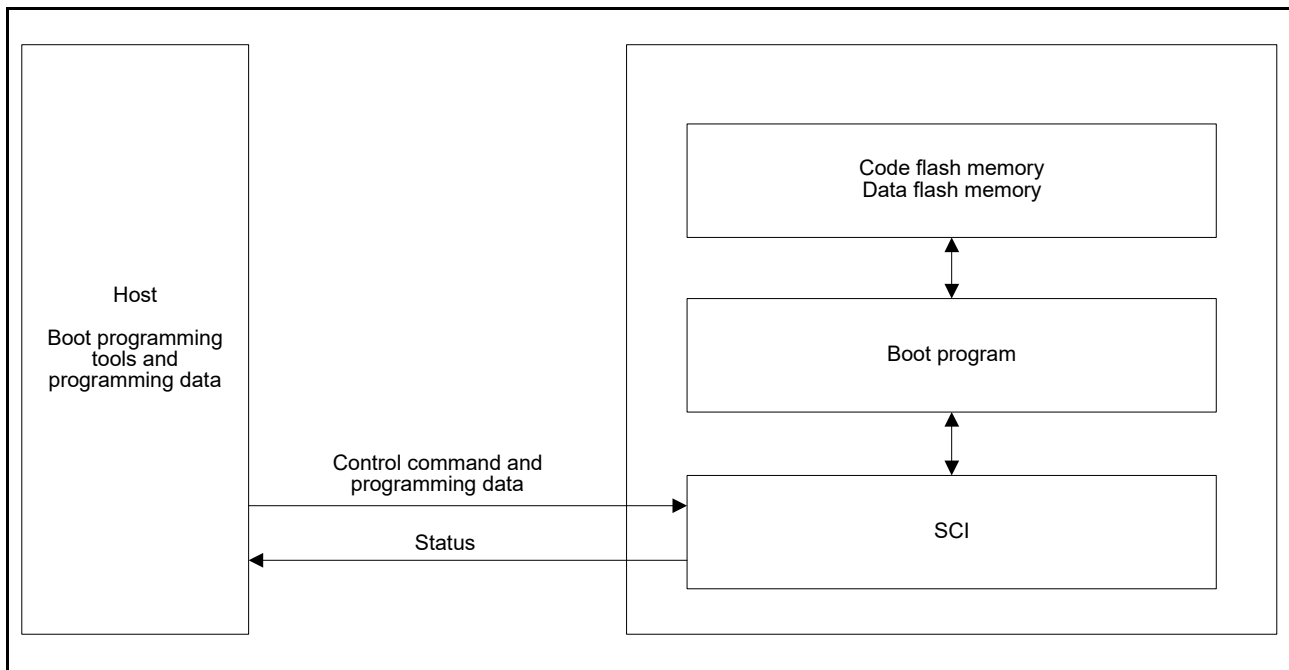 Host
Boot programming
tools and
programming data
Control command and
programming data
Status
Code flash memory
Data flash memory
Boot program
SCI